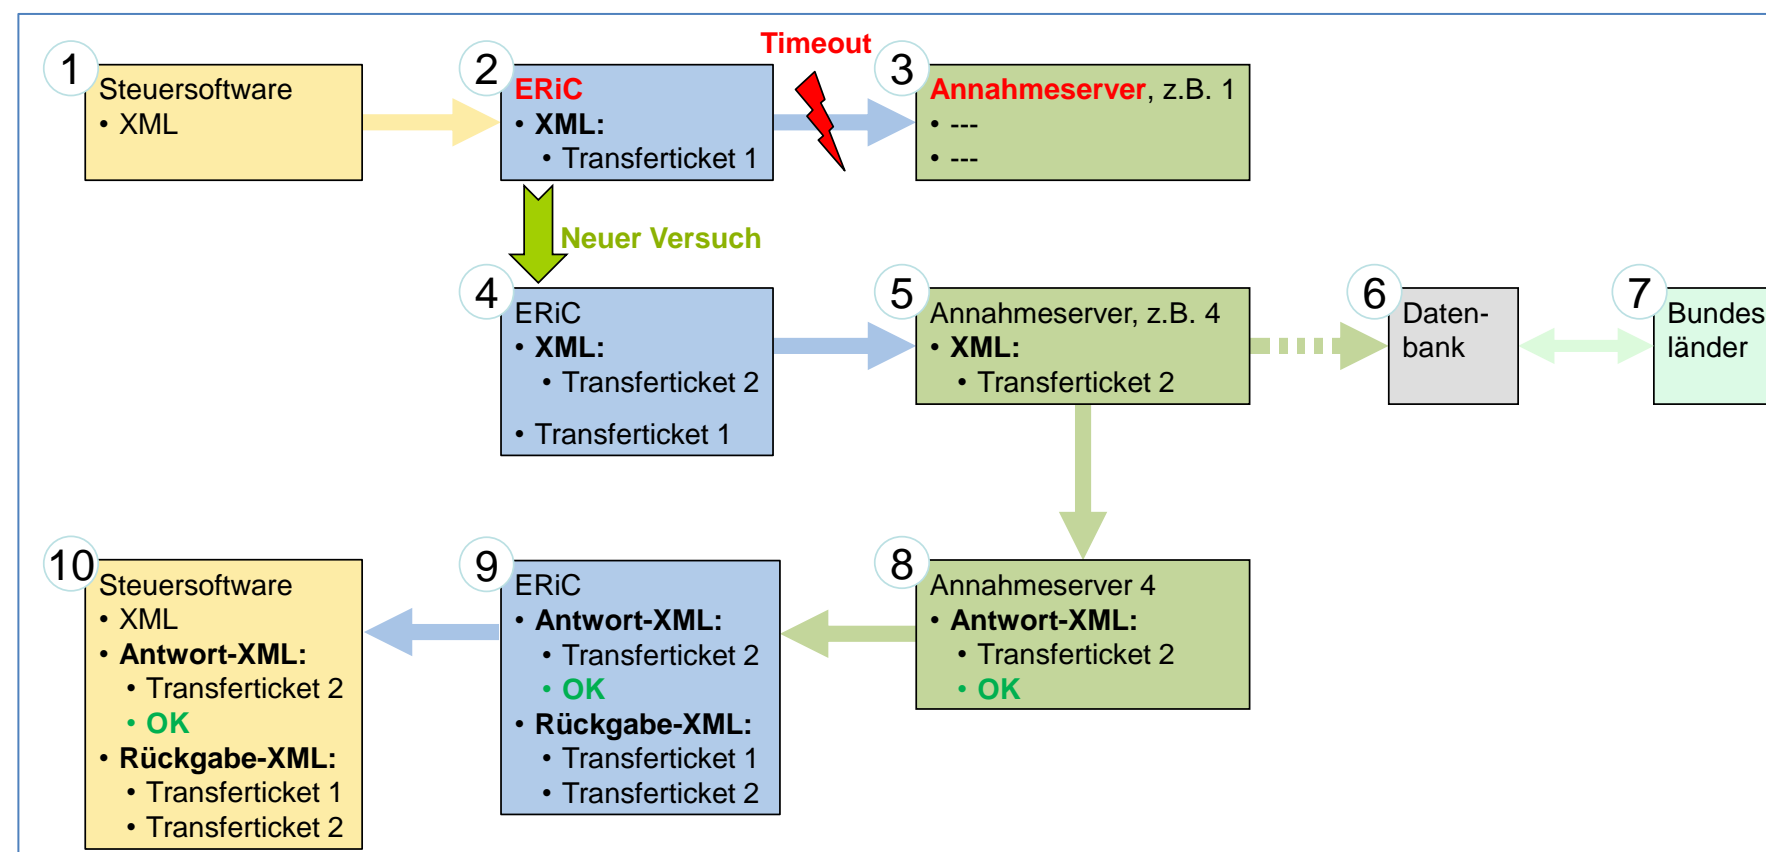 Timeout
1
Steuersoftware
• XML
2
ERiC
• XML:
• Transferticket 1
3
Annahmeserver, z.B. 1
• ---
• ---
Neuer Versuch
4
ERiC
• XML:
• Transferticket 2
• Transferticket 1
5
Annahmeserver, z.B. 4
• XML:
• Transferticket 2
6
Daten-
bank
7
Bundes
länder
8
Annahmeserver 4
• Antwort-XML:
• Transferticket 2
• OK
9
ERiC
• Antwort-XML:
• Transferticket 2
• OK
• Rückgabe-XML:
• Transferticket 1
• Transferticket 2
10
Steuersoftware
• XML
• Antwort-XML:
• Transferticket 2
• OK
• Rückgabe-XML:
• Transferticket 1
• Transferticket 2